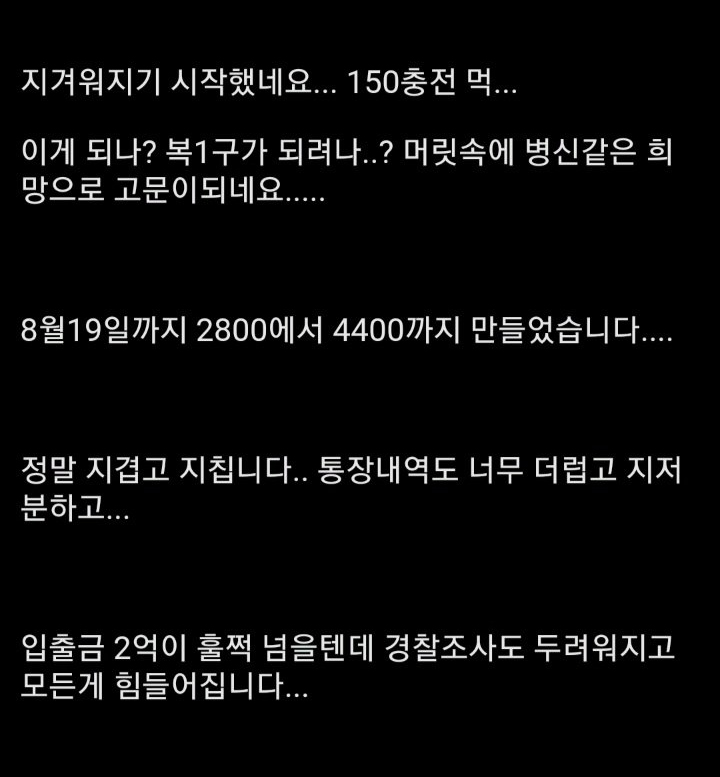 지겨워지기 시작했네요... 150충전 먹...
이게 되나? 복1구가 되려나..? 머릿속에 병신같은 희
망으로 고문이되네요.....
8월19일까지 2800에서 4400까지 만들었습니다....
정말 지겹고 지칩니다.. 통장내역도 너무 더럽고 지저
분하고...
입출금 2억이 훌쩍 넘을텐데 경찰조사도 두려워지고
모든게 힘들어집니다...